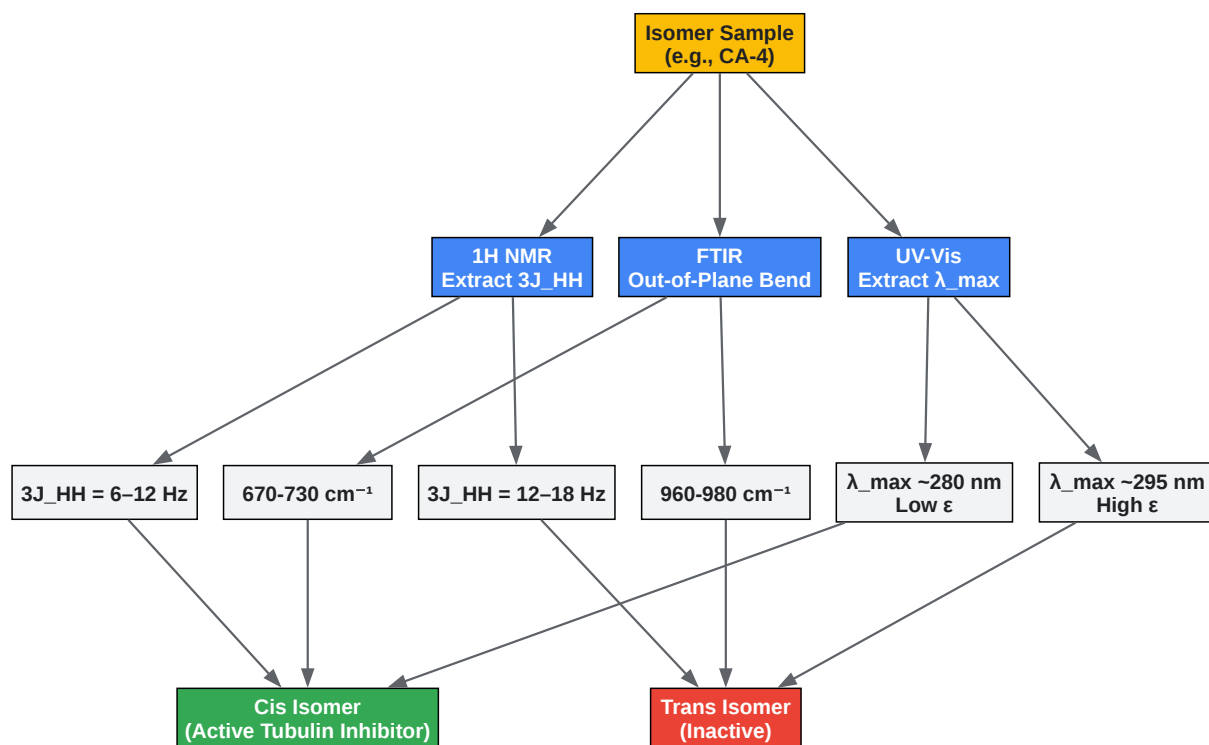 Isomer Sample
(e.g., CA-4)
1H NMR
Extract 3J_HH
FTIR
Out-of-Plane Bend
UV-Vis
Extract λ_max
3J_HH = 6–12 Hz
670-730 cm⁻¹
3J_HH = 12–18 Hz
960-980 cm⁻¹
λ_max ~280 nm
Low ε
λ_max ~295 nm
High ε
Cis Isomer
(Active Tubulin Inhibitor)
Trans Isomer
(Inactive)